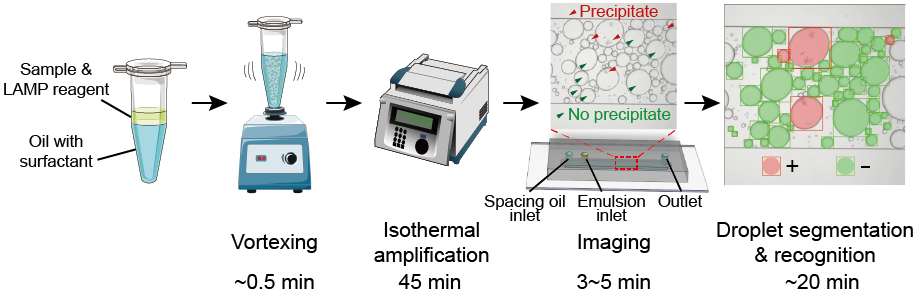 Sample &
LAMP reagent
Oil with
surfactant
Vortexing
~0.5 min
Isothermal
amplification
45 min
Precipitate
No precipitate
Spacing oil
inlet
Emulsion
inlet
Outlet
Imaging
3~5 min
+
−
Droplet segmentation
& recognition
~20 min